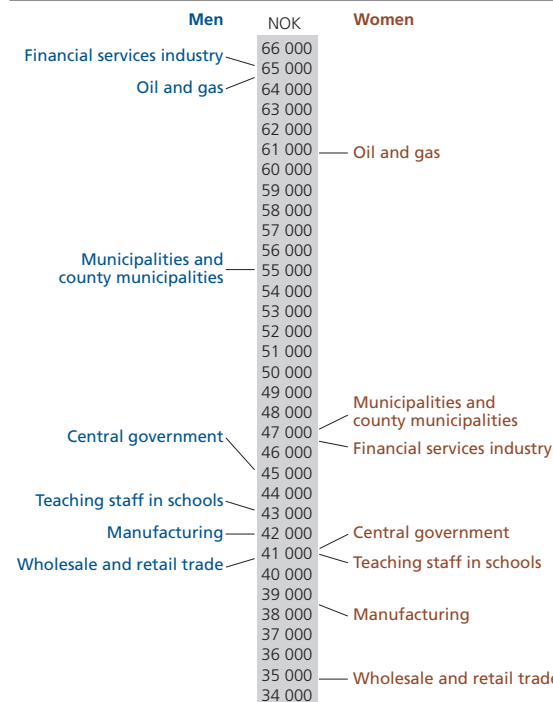 Men
NOK
Women
Financial services industry
Oil and gas
Municipalities and
county municipalities
Central government
Teaching staff in schools
Manufacturing
Wholesale and retail trade
66 000
65 000
64 000
63 000
62 000
61 000
60 000
59 000
58 000
57 000
56 000
55 000
54 000
53 000
52 000
51 000
50 000
49 000
48 000
47 000
46 000
45 000
44 000
43 000
42 000
41 000
40 000
39 000
38 000
37 000
36 000
35 000
34 000
Oil and gas
Municipalities and
county municipalities
Financial services industry
Central government
Teaching staff in schools
Manufacturing
Wholesale and retail trade